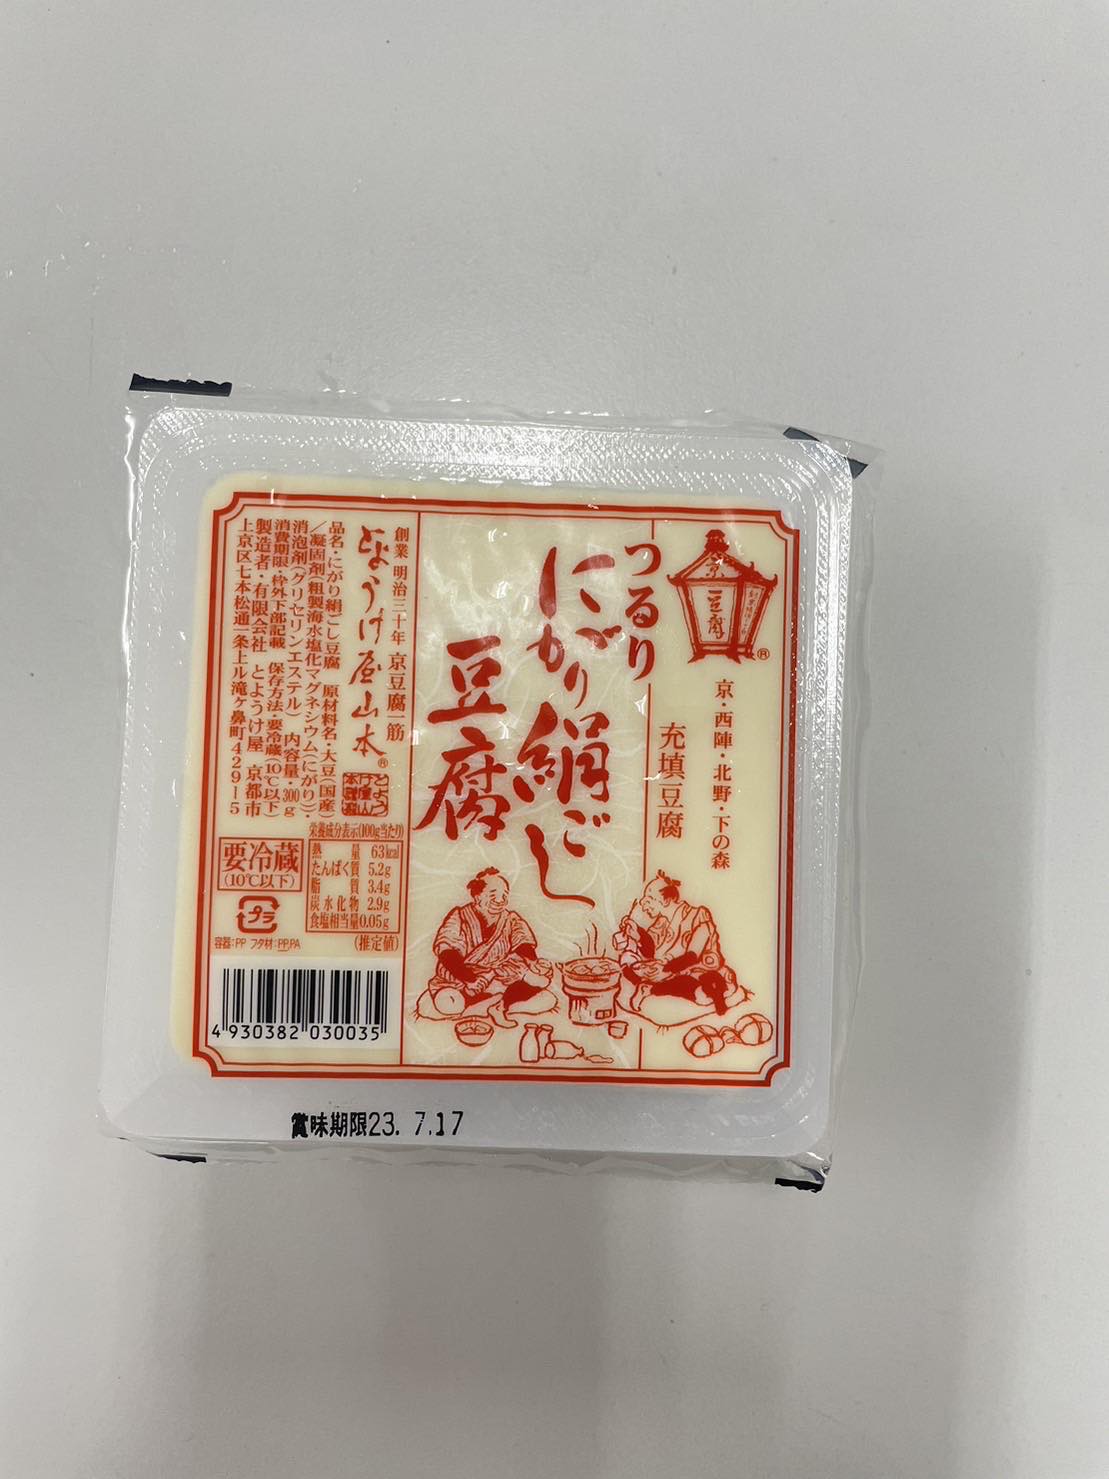 京
豆腐
®
京・西陣・北野・下の森
充填豆腐
つるり
にがり絹ごし
豆腐
創業 明治三十年 京豆腐一筋
とようけ屋山本®
品名・にがり絹ごし豆腐 原材料名・大豆(国産)
/凝固剤(粗製海水塩化マグネシウム(にがり))・
消泡剤(グリセリンエステル) 内容量・300g
消費期限・枠外下部記載 保存方法・要冷蔵(10℃以下)
製造者・有限会社 とようけ屋 京都市
上京区七本松通一条上ル滝ヶ鼻町429-5
栄養成分表示(100g当たり)
熱量 63kcal
たんぱく質 5.2g
脂質 3.4g
炭水化物 2.9g
食塩相当量0.05g
(推定値)
要冷蔵
(10℃以下)
プラ
容器:PP フタ材:PP,PA
4 930382 030035
賞味期限23. 7.17